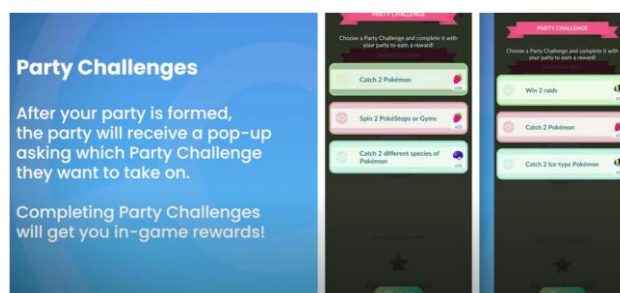 Party Challenges
After your party is formed,
the party will receive a pop-up
asking which Party Challenge
they want to take on.
Completing Party Challenges
will get you in-game rewards!
PARTY CHALLENGE
Choose a Party Challenge and complete it with
your party to earn a reward!
Catch 2 Pokémon
Spin 2 PokéStops or Gyms
Catch 2 different species of
Pokémon
PARTY CHALLENGE
Choose a Party Challenge and complete it with
your party to earn a reward!
Win 2 raids
Catch 2 Pokémon
Catch 2 Ice-type Pokémon